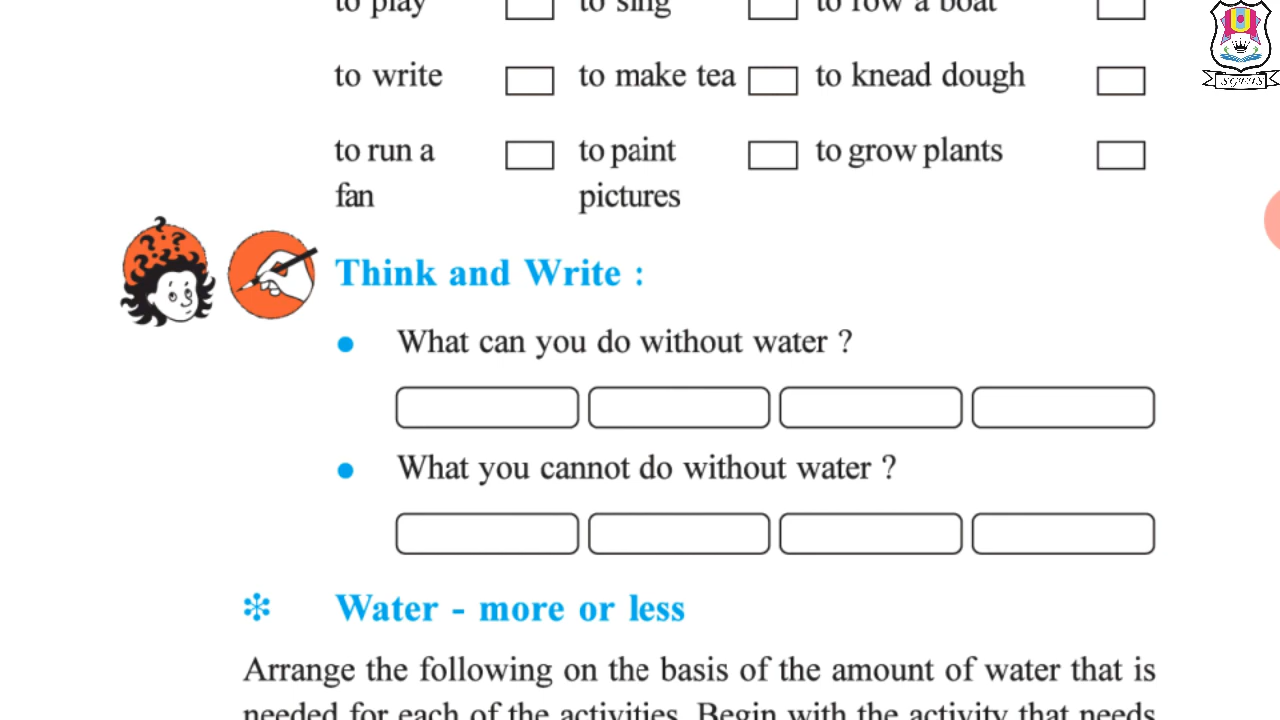 to play to sing to row a boat
to write to make tea to knead dough
to run a to paint to grow plants
fan pictures
Think and Write :
What can you do without water ?
What you cannot do without water ?
Water - more or less
Arrange the following on the basis of the amount of water that is
needed for each of the activities. Begin with the activity that needs